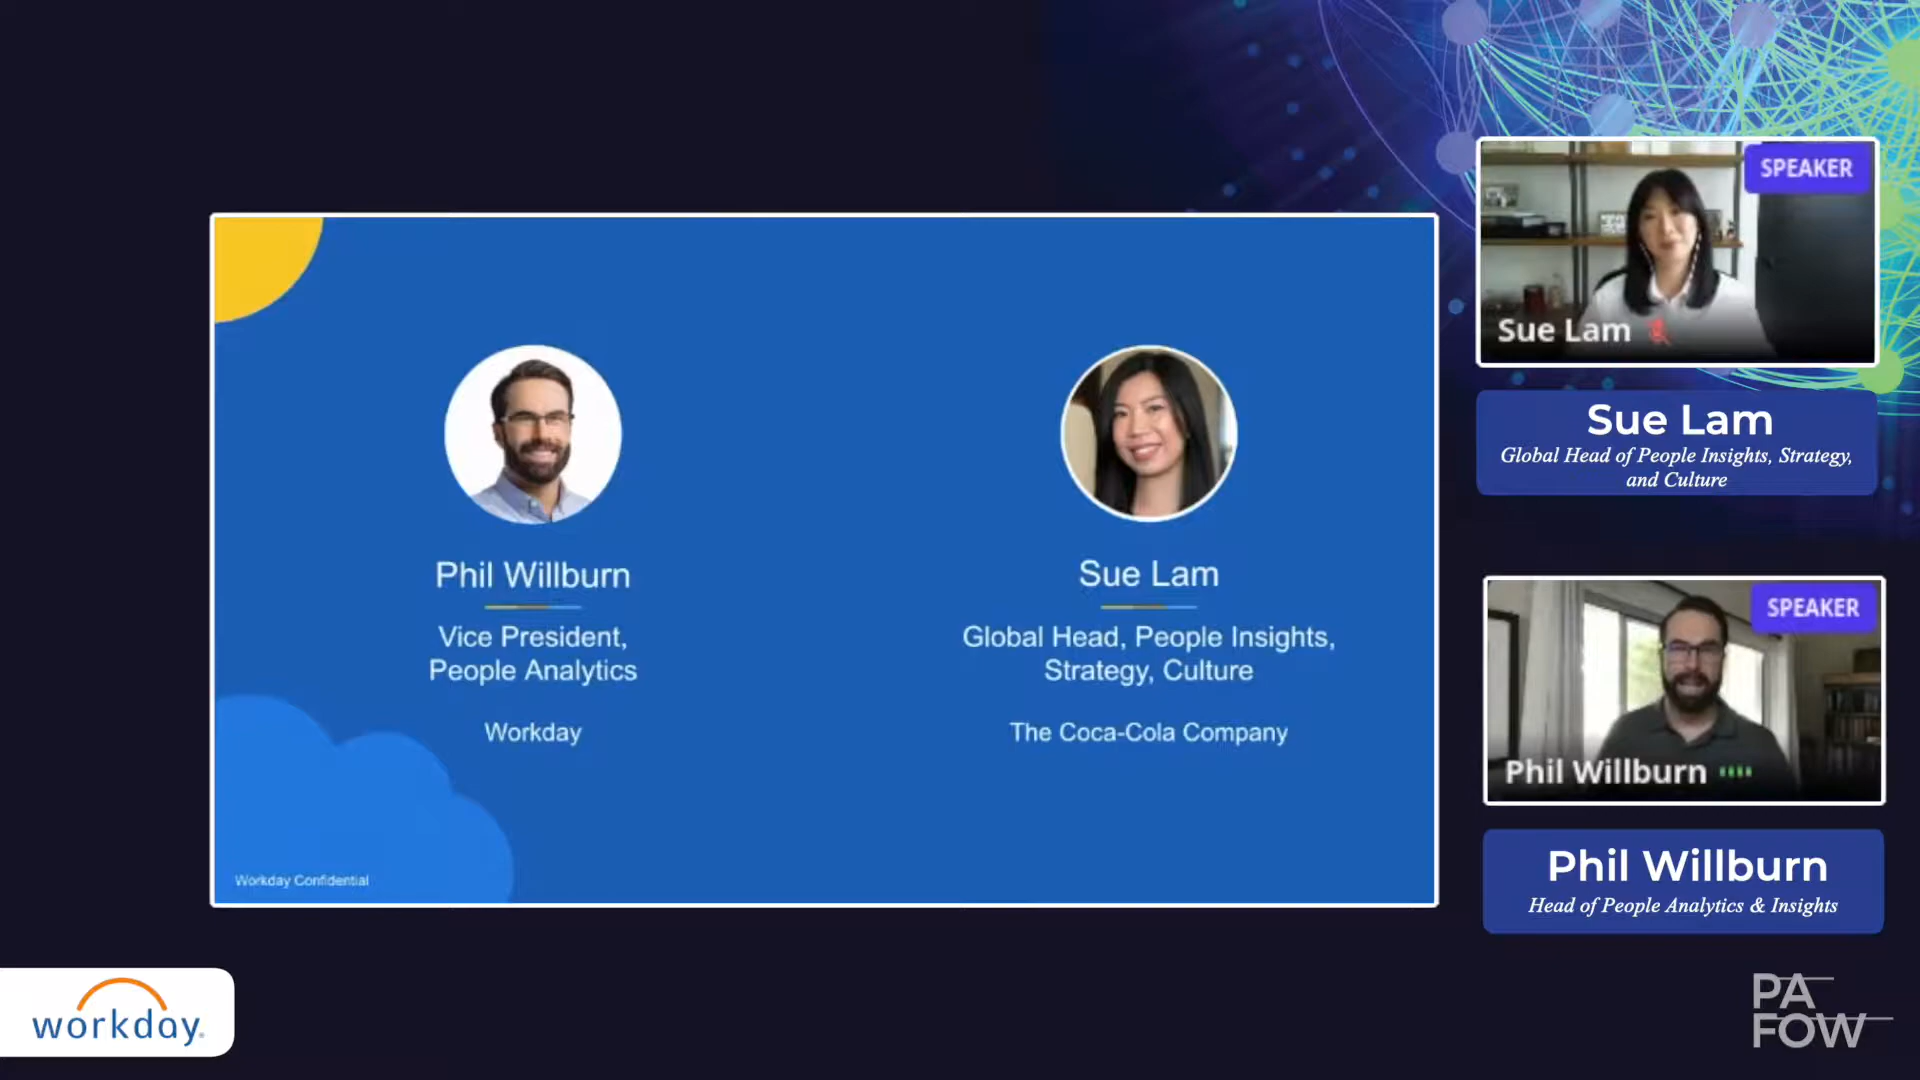 Phil Willburn
Vice President,
People Analytics
Workday
Sue Lam
Global Head, People Insights,
Strategy, Culture
The Coca-Cola Company
Workday Confidential
SPEAKER
Sue Lam
Sue Lam
Global Head of People Insights, Strategy,
and Culture
SPEAKER
Phil Willburn
Phil Willburn
Head of People Analytics & Insights
workday.
PA
FOW